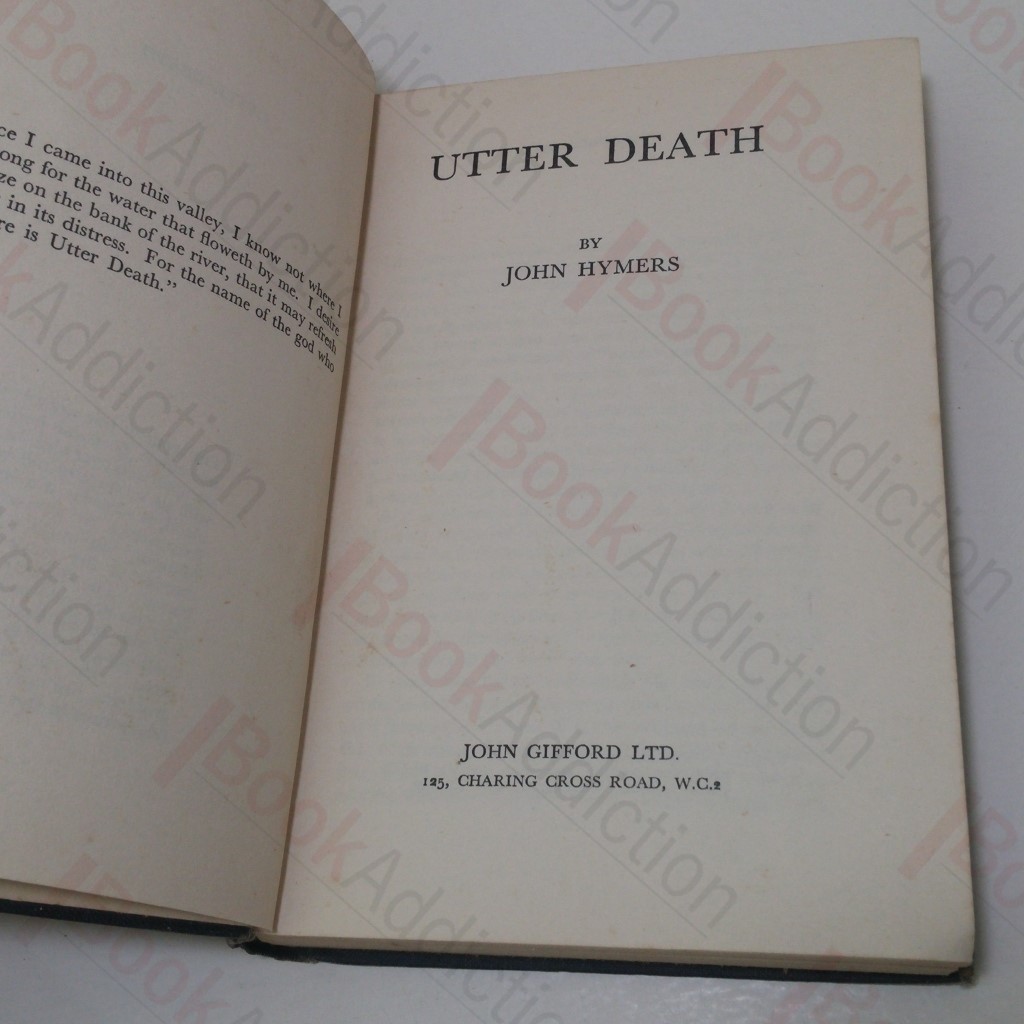 ce I came into this valley, I know not where I
ong for the water that floweth by me. I desire
ze on the bank of the river, that it may refresh
in its distress. For the name of the god who
re is Utter Death.”
UTTER DEATH
BY
JOHN HYMERS
JOHN GIFFORD LTD.
125, CHARING CROSS ROAD, W.C.2
BookAddiction